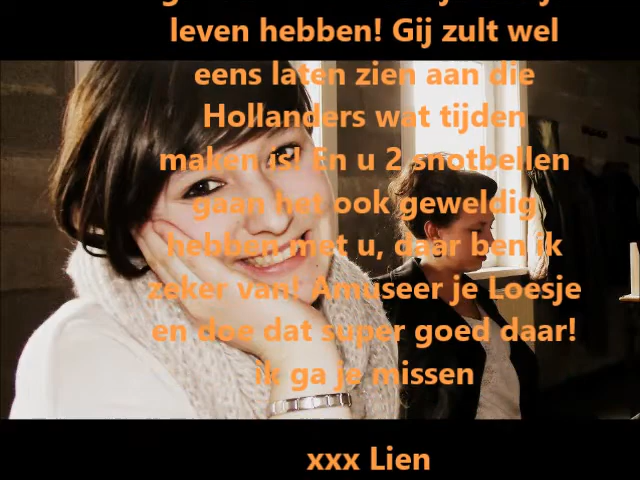 leven hebben! Gij zult wel
eens laten zien aan die
Hollanders wat tijden
maken is! En u 2 snotbellen
gaan het ook geweldig
hebben met u, daar ben ik
zeker van! Amuseer je Loesje
en doe dat super goed daar!
ik ga je missen
xxx Lien